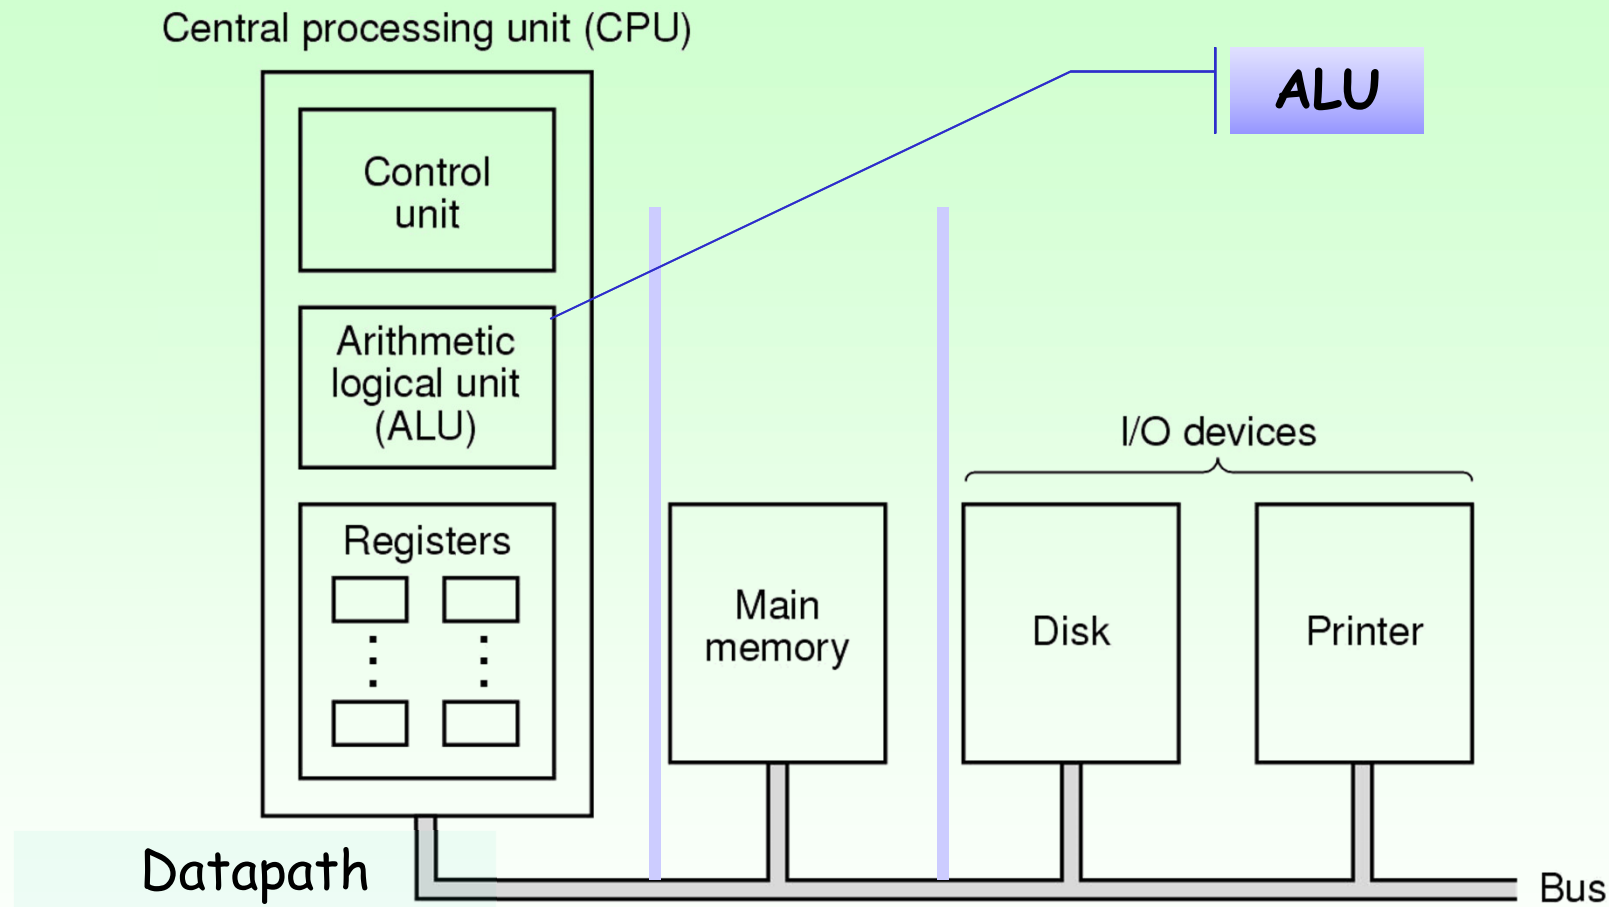 Central processing unit (CPU)
ALU
Control
unit
Arithmetic
logical unit
(ALU)
I/O devices
Registers
Main
memory
Disk
Printer
Datapath
Bus